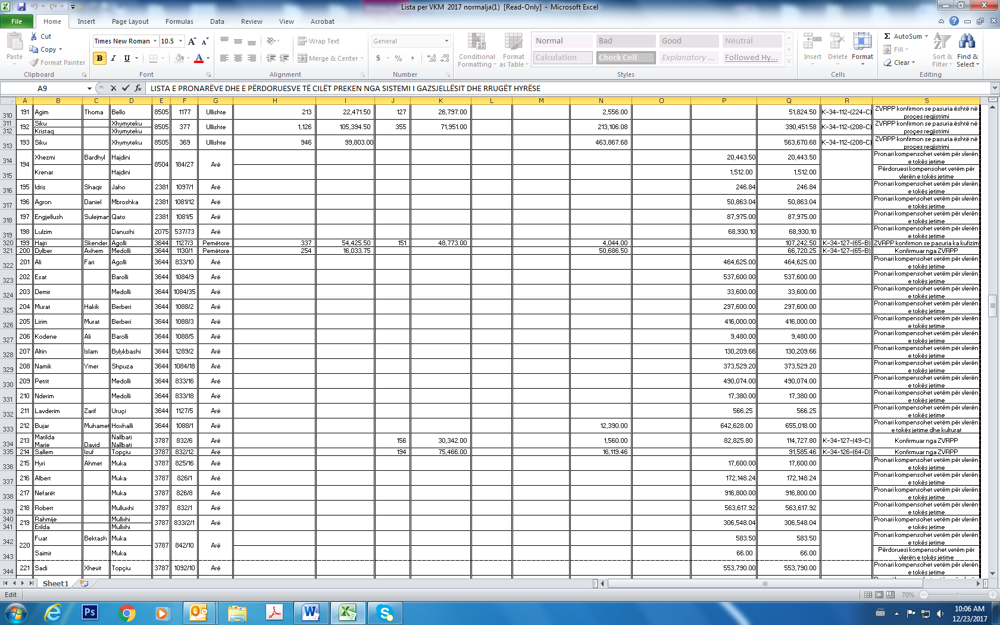 Lista per VKM 2017 normalja(1) [Read-Only] - Microsoft Excel
File Home Insert Page Layout Formulas Data Review View Acrobat
Paste Cut Copy Format Painter Clipboard
Times New Roman 10.5 A A B I U A Font
Wrap Text Merge & Center Alignment
General $ % , Number
Conditional Formatting Format as Table
Normal Bad Good Neutral
Calculation Check Cell Explanatory ... Followed Hy...
Styles
Insert Delete Format Cells
Σ AutoSum Fill Clear Sort & Filter Find & Select Editing
A9 fx LISTA E PRONARËVE DHE E PËRDORUESVE TË CILËT PREKEN NGA SISTEMI I GAZSJELLËSIT DHE RRUGËT HYRËSE
A B C D E F G H I J K L M N O P Q R S
310 191 Agim Thoma Bello 8505 1177 Ullishte 213 22,471.50 127 26,797.00 2,556.00 51,824.50 K-34-112-(224-C) ZVRPP konfirmon se pasuria është në proçes regjistrimi
311 192 Siku Xhymyteku 8505 377 Ullishte 1,126 105,394.50 355 71,951.00 213,106.08 390,451.58 K-34-112-(208-C) ZVRPP konfirmon se pasuria është në proçes regjistrimi
312 Kristaq Xhymyteku
313 193 Siku Xhymyteku 8505 369 Ullishte 946 99,803.00 463,867.68 563,670.68 K-34-112-(208-C) ZVRPP konfirmon se pasuria është në proçes regjistrimi
314 194 Xhezmi Bardhyl Hajdini 8504 184/27 Arë 20,443.50 20,443.50 Pronari kompensohet vetëm për vlerën e tokës jetime
315 Krenar Hajdini 1,512.00 1,512.00 Përdoruesi kompensohet vetëm për vlerën e tokës jetime
316 195 Idris Shaqir Jaho 2381 1097/1 Arë 246.84 246.84 Pronari kompensohet vetëm për vlerën e tokës jetime
317 196 Agron Daniel Mbroshka 2381 1081/12 Arë 50,863.04 50,863.04 Pronari kompensohet vetëm për vlerën e tokës jetime
318 197 Engjellush Sulejman Qato 2381 1081/5 Arë 87,975.00 87,975.00 Pronari kompensohet vetëm për vlerën e tokës jetime
319 198 Lulzim Danushi 2075 537/73 Arë 68,930.10 68,930.10 Pronari kompensohet vetëm për vlerën e tokës jetime
320 199 Hajri Skender Agolli 3644 1127/3 Pemëtore 337 54,425.50 151 48,773.00 4,044.00 107,242.50 K-34-127-(65-B) ZVRPP konfirmon se pasuria ka kufizim
321 200 Dylber Axhem Medolli 3644 1130/1 Pemëtore 254 16,033.75 50,686.50 66,720.25 K-34-127-(65-B) Konfirmuar nga ZVRPP
322 201 Ali Fari Agolli 3644 833/10 Arë 464,625.00 464,625.00 Pronari kompensohet vetëm për vlerën e tokës jetime
323 202 Esat Barolli 3644 1084/9 Arë 537,600.00 537,600.00 Pronari kompensohet vetëm për vlerën e tokës jetime
324 203 Demir Medolli 3644 1084/35 Arë 33,600.00 33,600.00 Pronari kompensohet vetëm për vlerën e tokës jetime
325 204 Murat Hakik Berberi 3644 1088/2 Arë 297,600.00 297,600.00 Pronari kompensohet vetëm për vlerën e tokës jetime
326 205 Lirim Murat Berberi 3644 1088/3 Arë 416,000.00 416,000.00 Pronari kompensohet vetëm për vlerën e tokës jetime
327 206 Kodene Ali Barolli 3644 1088/5 Arë 9,480.00 9,480.00 Pronari kompensohet vetëm për vlerën e tokës jetime
328 207 Altin Islam Bylykbashi 3644 1289/2 Arë 130,209.66 130,209.66 Pronari kompensohet vetëm për vlerën e tokës jetime
329 208 Namik Ymer Shpuza 3644 1084/18 Arë 373,529.20 373,529.20 Pronari kompensohet vetëm për vlerën e tokës jetime
330 209 Petrit Medolli 3644 833/16 Arë 490,074.00 490,074.00 Pronari kompensohet vetëm për vlerën e tokës jetime
331 210 Nderim Medolli 3644 833/18 Arë 17,380.00 17,380.00 Pronari kompensohet vetëm për vlerën e tokës jetime
332 211 Lavderim Zarif Uruçi 3644 1127/5 Arë 566.25 566.25 Pronari kompensohet vetëm për vlerën e tokës jetime
333 212 Bujar Muhamet Hoxhalli 3644 1088/1 Arë 12,390.00 642,628.00 655,018.00 Pronari kompensohet vetëm për vlerën e tokës jetime dhe kulturat
334 213 Matilda Marie David Nallbati Nallbati 3787 832/6 Arë 156 30,342.00 1,560.00 82,825.80 114,727.80 K-34-127-(49-C) Konfirmuar nga ZVRPP
335 214 Sallem Isuf Topçiu 3787 832/12 Arë 194 75,466.00 16,119.46 91,585.46 K-34-126-(64-D) Konfirmuar nga ZVRPP
336 215 Hyri Ahmet Muka 3787 825/16 Arë 17,600.00 17,600.00 Pronari kompensohet vetëm për vlerën e tokës jetime
337 216 Albert Muka 3787 826/1 Arë 172,148.24 172,148.24 Pronari kompensohet vetëm për vlerën e tokës jetime
338 217 Nefarët Muka 3787 826/8 Arë 916,800.00 916,800.00 Pronari kompensohet vetëm për vlerën e tokës jetime
339 218 Robert Mulluxhi 3787 832/1 Arë 563,617.92 563,617.92 Pronari kompensohet vetëm për vlerën e tokës jetime
340 219 Rahmije Mullxhi 3787 833/2/1 Arë 306,548.04 306,548.04 Pronari kompensohet vetëm për vlerën e tokës jetime
341 Erilda Mullxhi
342 220 Fuat Bektash Muka 3787 842/10 Arë 583.50 583.50 Pronari kompensohet vetëm për vlerën e tokës jetime
343 Saimir Muka 66.00 66.00 Përdoruesi kompensohet vetëm për vlerën e tokës jetime
344 221 Sadi Xhevit Topçiu 3787 1092/10 Arë 553,790.00 553,790.00 Pronari kompensohet vetëm për vlerën e tokës jetime
Sheet1
Edit 70%
Ps
10:06 AM
12/23/2017